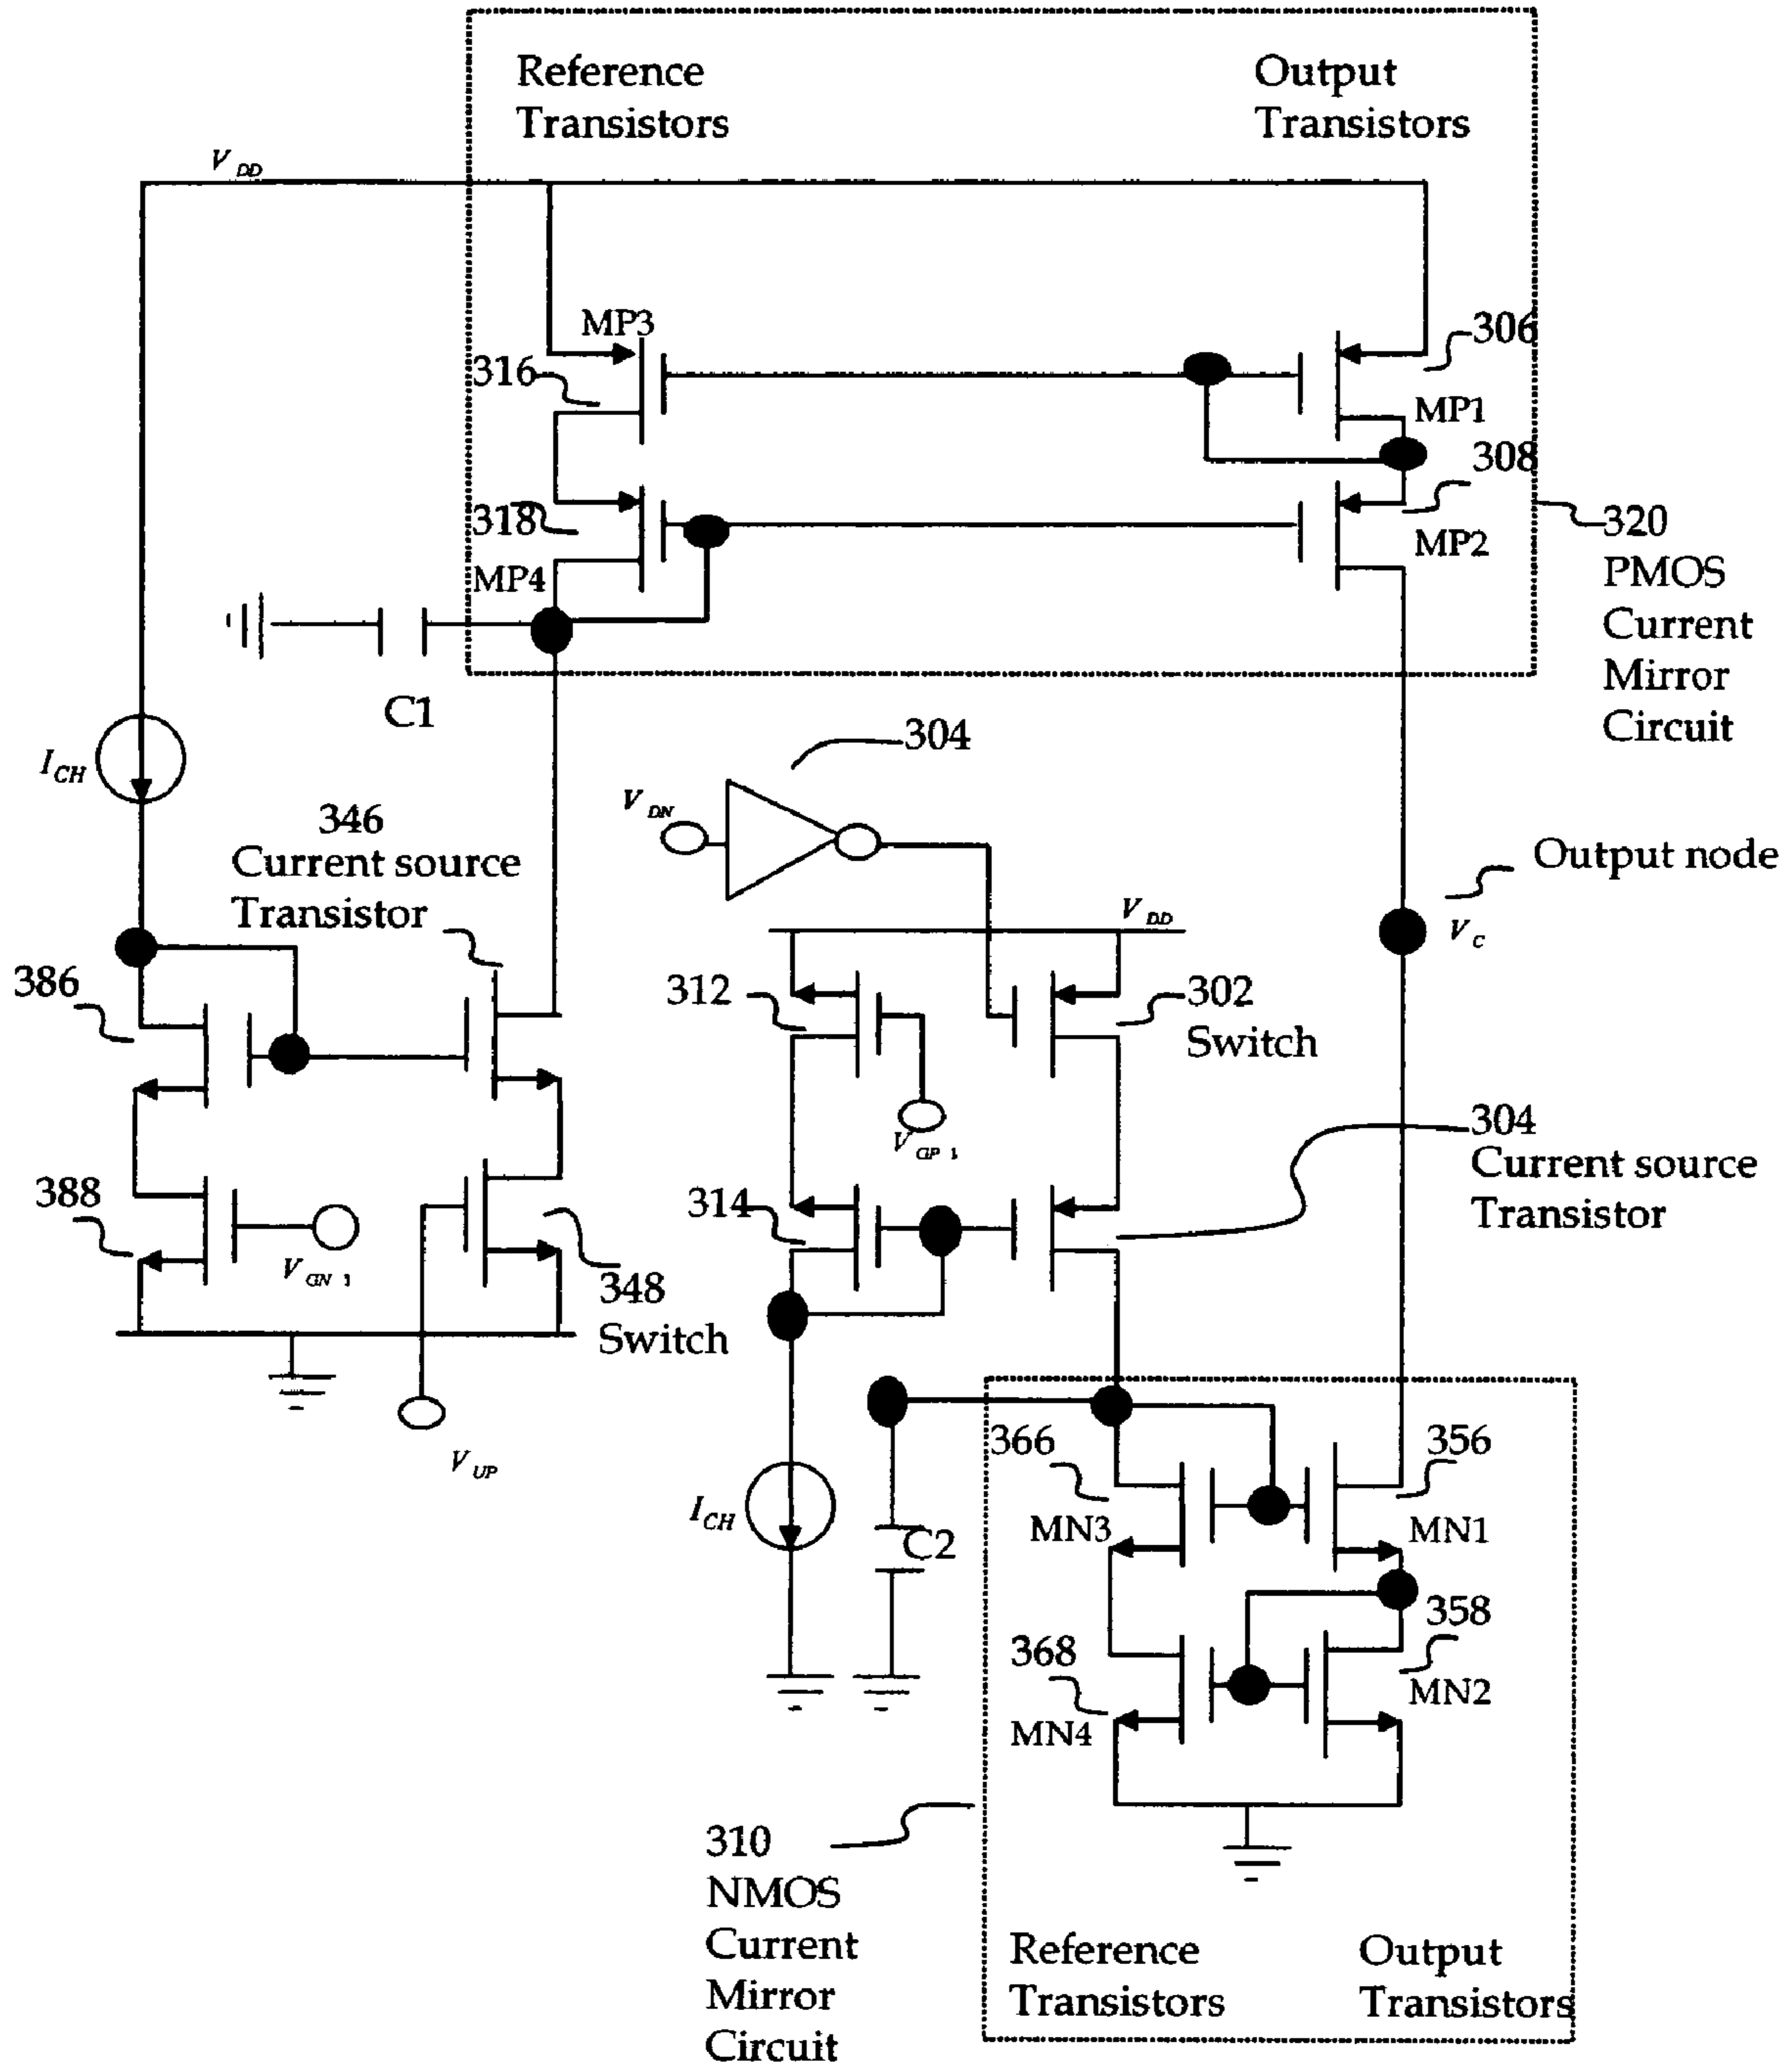 Reference
Transistors
Output
Transistors
V DD
MP3
306
316
MP1
308
318
MP2
320
PMOS
Current
Mirror
Circuit
MP4
C1
304
I CH
V DN
346
Current source
Transistor
Output node
V DD
V C
386
312
302
Switch
V GP 1
304
Current source
Transistor
388
314
V GN 1
348
Switch
366
356
V UP
I CH
C2
MN3
MN1
358
368
MN2
MN4
310
NMOS
Current
Mirror
Circuit
Reference
Transistors
Output
Transistors